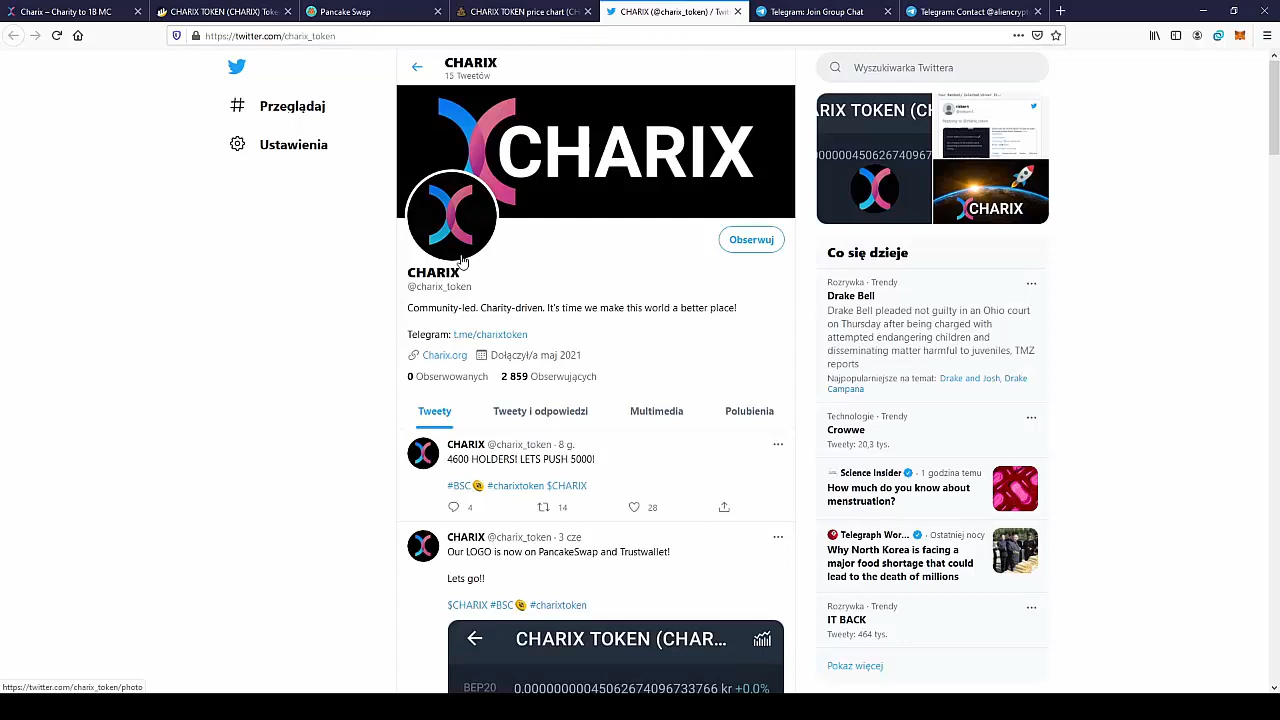 Charix – Charity to 1B MC
CHARIX TOKEN (CHARIX) Toke
Pancake Swap
CHARIX TOKEN price chart (CH
CHARIX (@charix_token) / Twit
Telegram: Join Group Chat
Telegram: Contact @aliencrypt
https://twitter.com/charix_token
CHARIX
15 Tweetów
Wyszukiwarka Twittera
Przeglądaj
Ustawienia
CHARIX
Obserwuj
CHARIX
@charix_token
Community-led. Charity-driven. It's time we make this world a better place!
Telegram: t.me/charixtoken
Charix.org Dołączył/a maj 2021
0 Obserwowanych 2 859 Obserwujących
Tweety Tweety i odpowiedzi Multimedia Polubienia
CHARIX @charix_token · 8 g.
4600 HOLDERS! LETS PUSH 5000!
#BSC #charixtoken $CHARIX
4 14 28
CHARIX @charix_token · 3 cze
Our LOGO is now on PancakeSwap and Trustwallet!
Lets go!!
$CHARIX #BSC #charixtoken
CHARIX TOKEN (CHAR...
BEP20 0.00000000045062674096733766 kr +0.0%
RIX TOKEN (C
0000045062674096
CHARIX
Co się dzieje
Rozrywka · Trendy
Drake Bell
Drake Bell pleaded not guilty in an Ohio court
on Thursday after being charged with
attempted endangering children and
disseminating matter harmful to juveniles, TMZ
reports
Najpopularniejsze na temat: Drake and Josh, Drake
Campana
Technologie · Trendy
Crowwe
Tweety: 20,3 tys.
Science Insider · 1 godzina temu
How much do you know about
menstruation?
Telegraph Wor... · Ostatniej nocy
Why North Korea is facing a
major food shortage that could
lead to the death of millions
Rozrywka · Trendy
IT BACK
Tweety: 464 tys.
Pokaż więcej
https://twitter.com/charix_token/photo